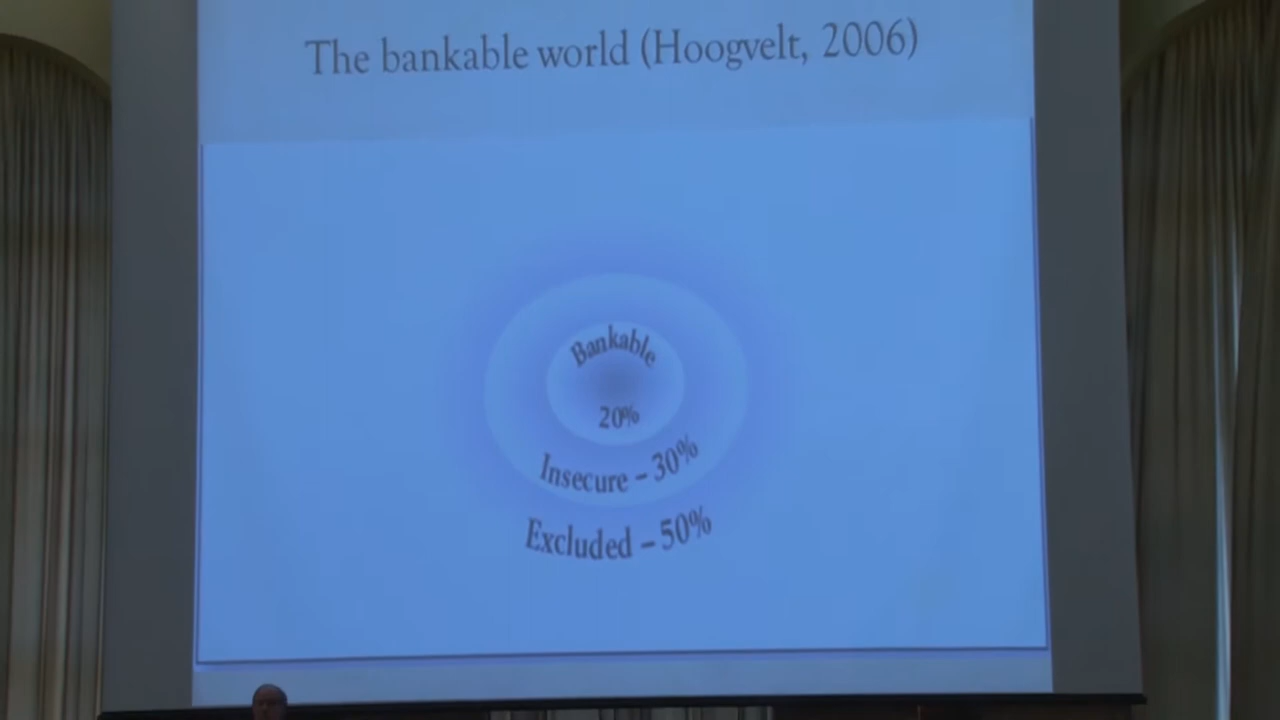 The bankable world (Hoogvelt, 2006)
Bankable
20%
Insecure – 30%
Excluded – 50%